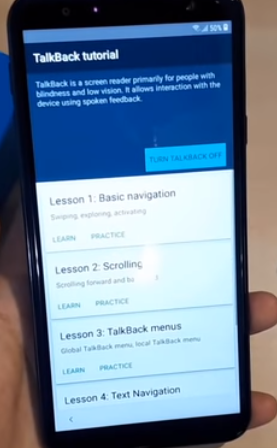 50%
TalkBack tutorial
TalkBack is a screen reader primarily for people with
blindness and low vision. It allows interaction with the
device using spoken feedback.
TURN TALKBACK OFF
Lesson 1: Basic navigation
Swiping, exploring, activating
LEARN PRACTICE
Lesson 2: Scrolling
Scrolling forward and
LEARN PRACTICE
Lesson 3: TalkBack menus
Global TalkBack menu, local TalkBack menu
LEARN PRACTICE
Lesson 4: Text Navigation